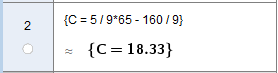 2
{C = 5 / 9*65 - 160 / 9}
≈ {C = 18.33}